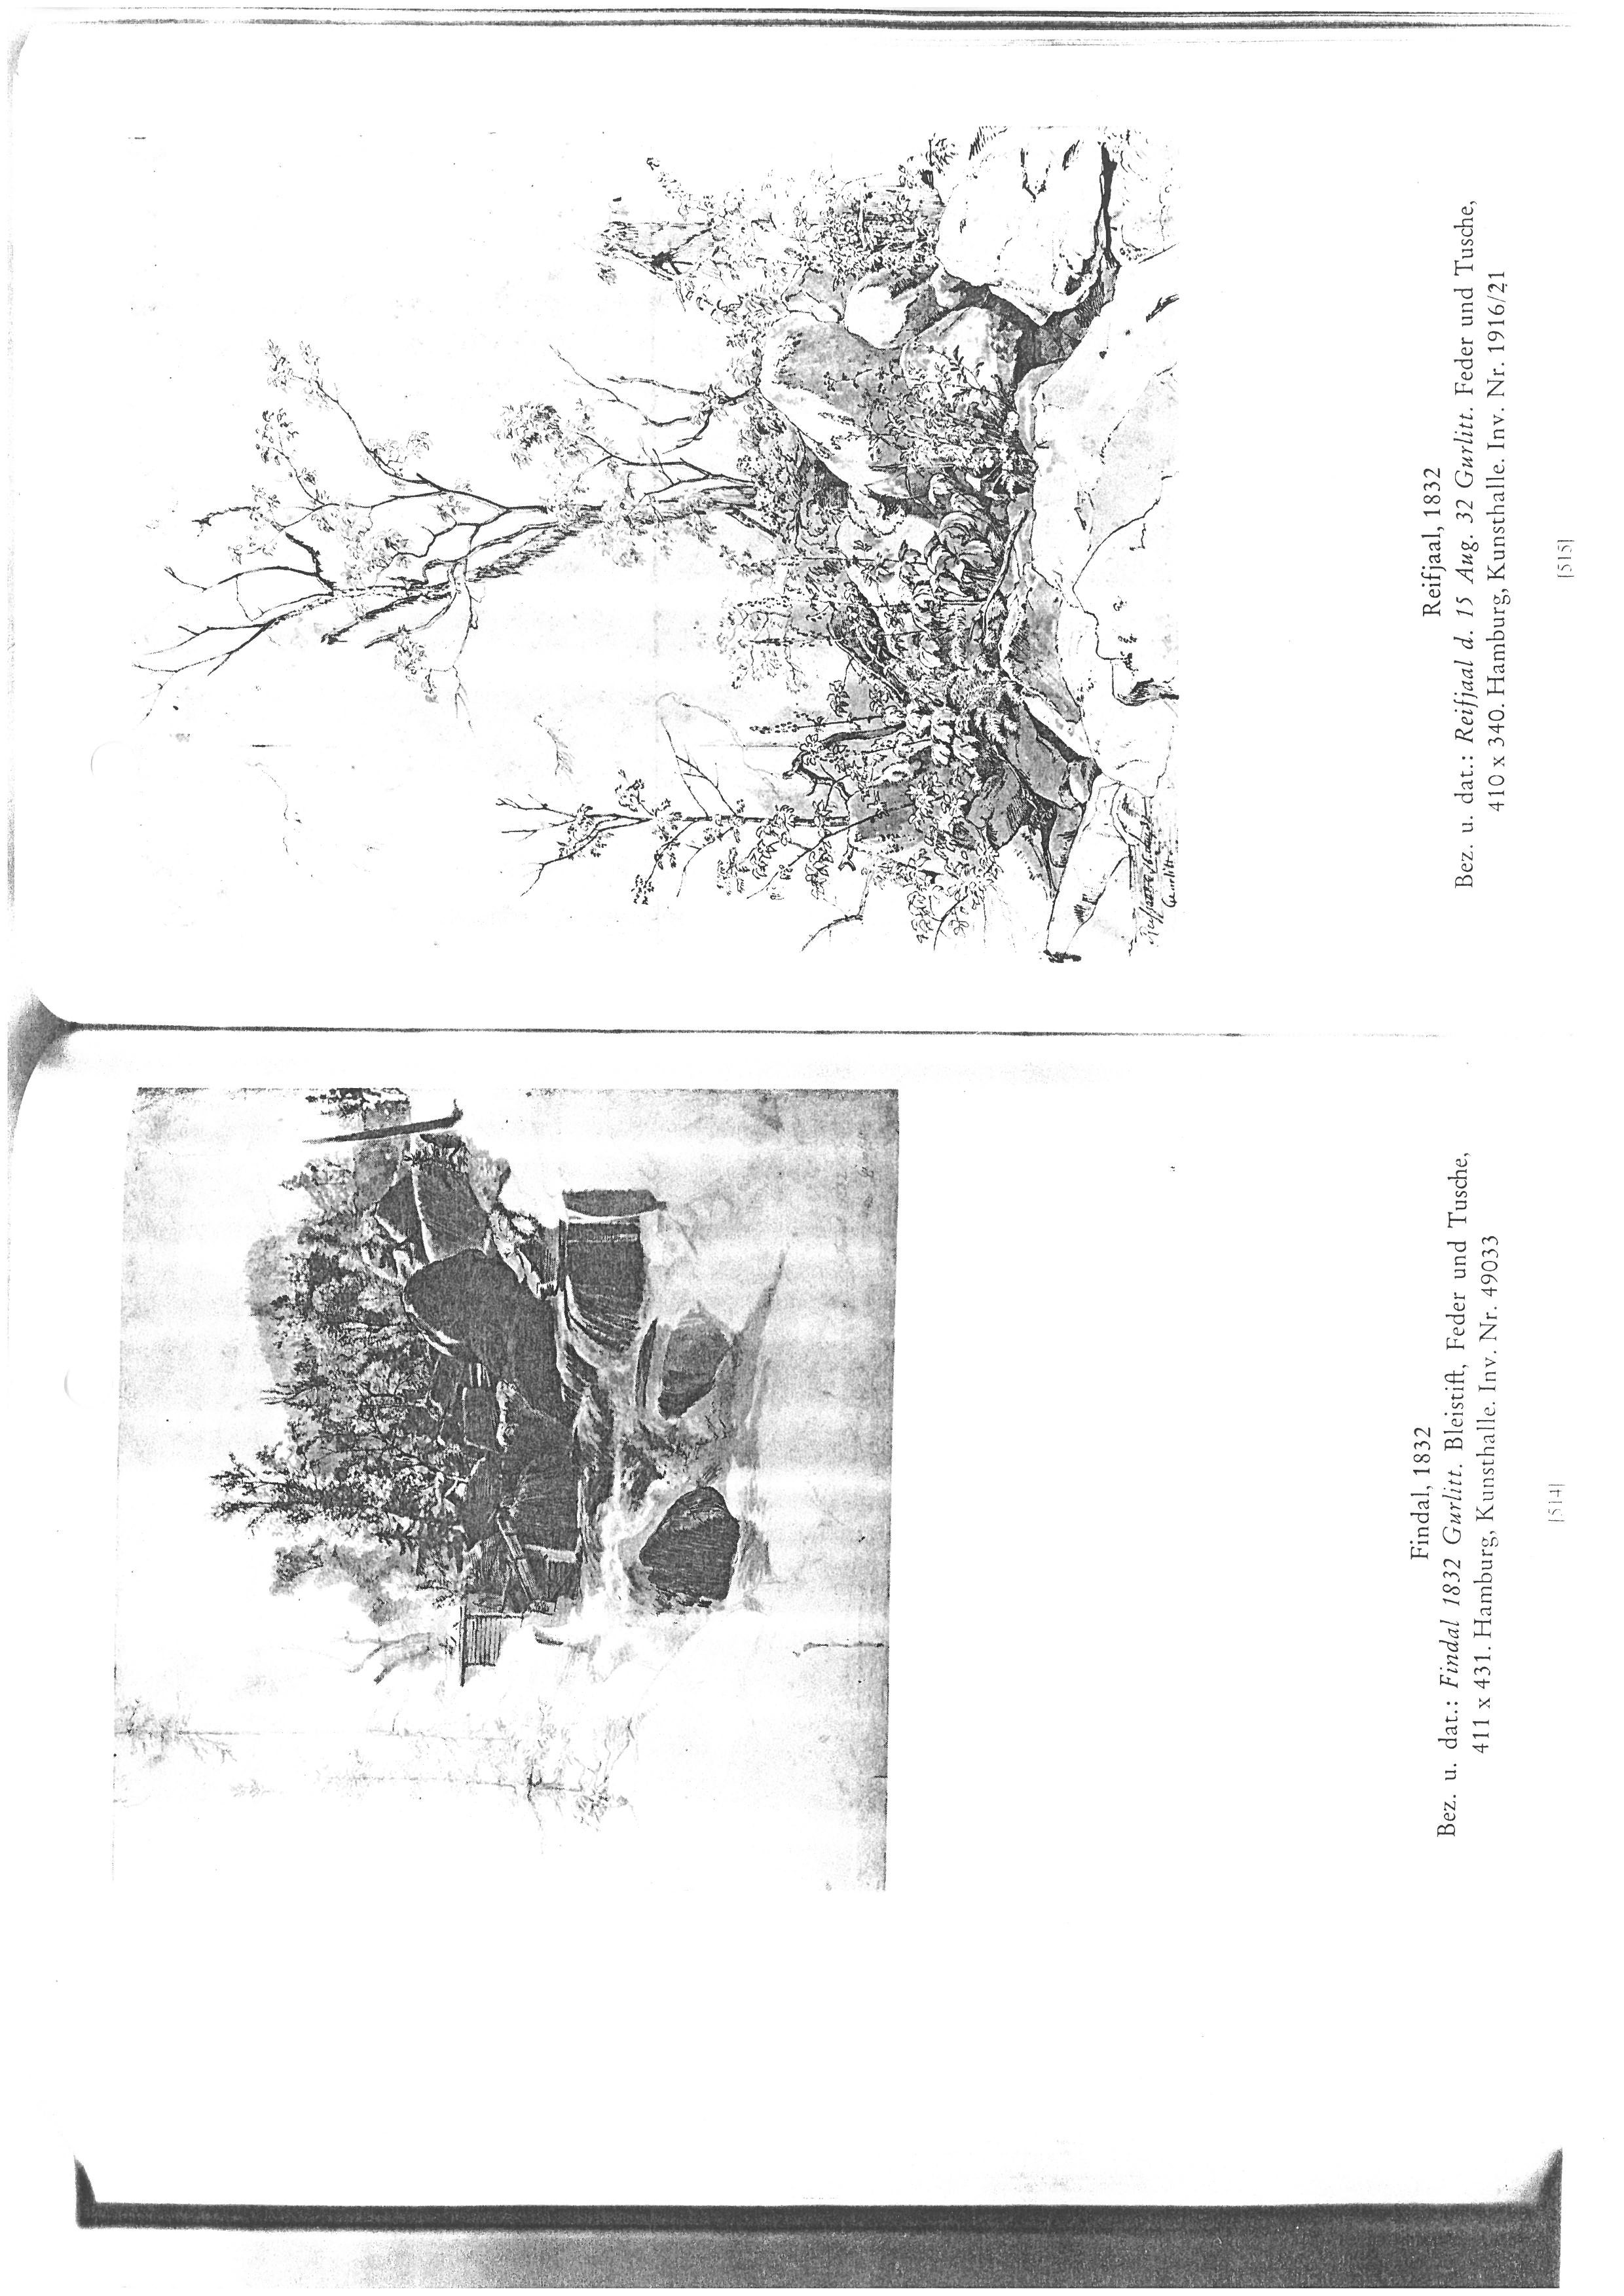 Findal, 1832
Bez. u. dat.: Findal 1832 Gurlitt. Bleistift, Feder und Tusche,
411 x 431. Hamburg, Kunsthalle. Inv. Nr. 49033
[514]
Reifjaal, 1832
Bez. u. dat.: Reifjaal d. 15 Aug. 32 Gurlitt. Feder und Tusche,
410 x 340. Hamburg, Kunsthalle. Inv. Nr. 1916/21
[515]
Gurlitt